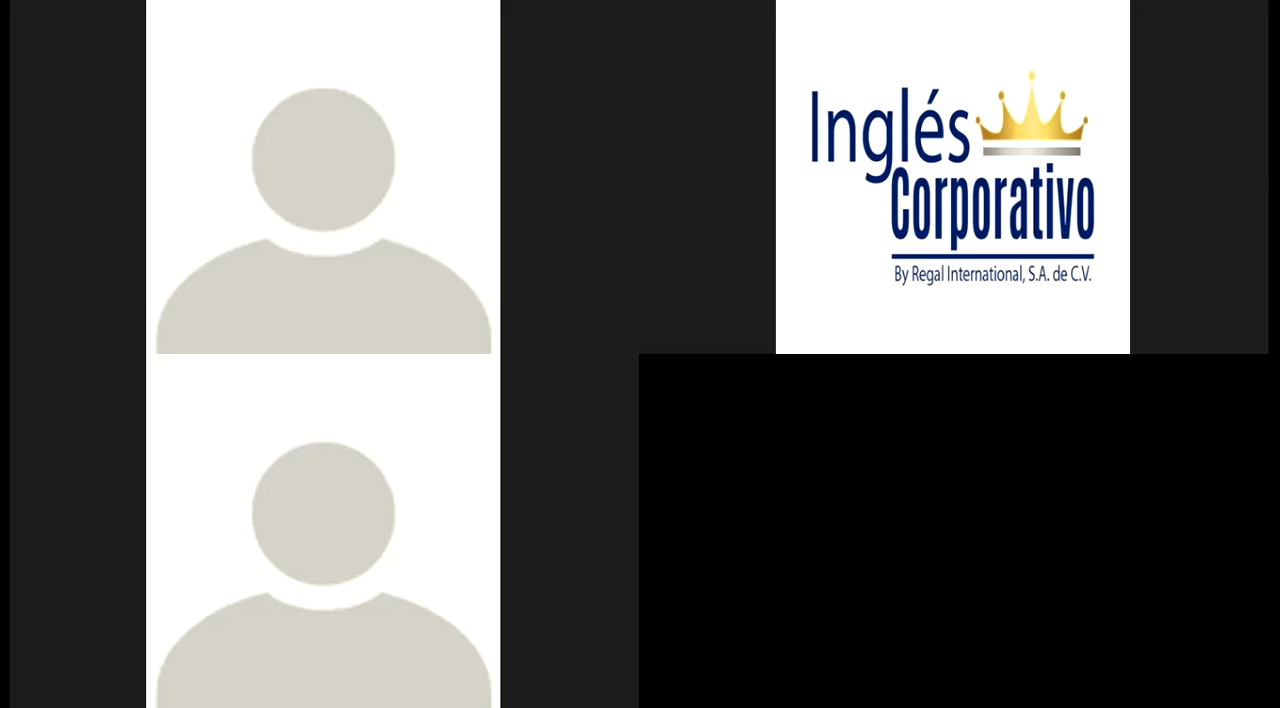 Inglés
Corporativo
By Regal International, S.A. de C.V.